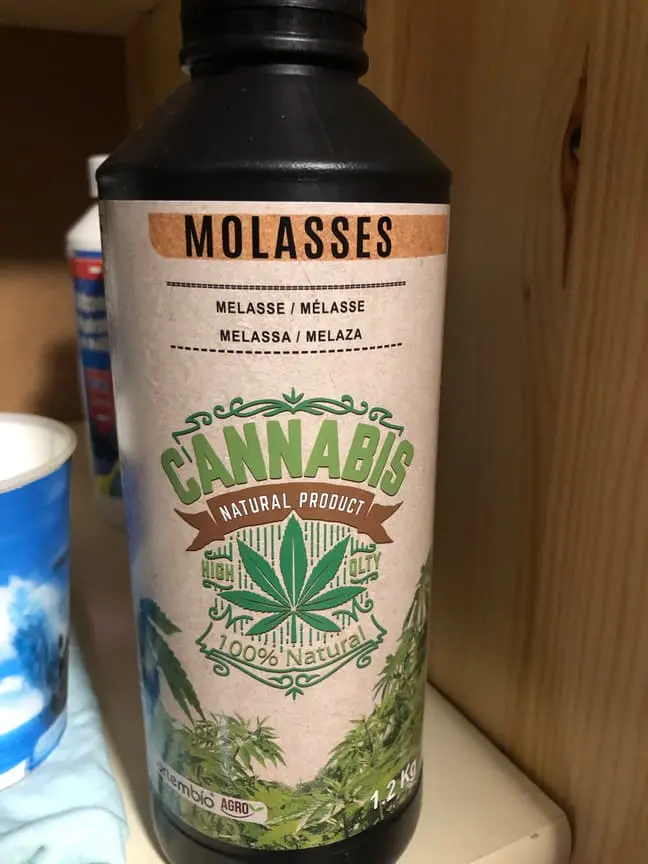 MOLASSES
MELASSE / MÉLASSE
MELASSA / MELAZA
CANNABIS
NATURAL PRODUCT
HIGH QLTY
100% Natural
AGRO
1.2 Kg